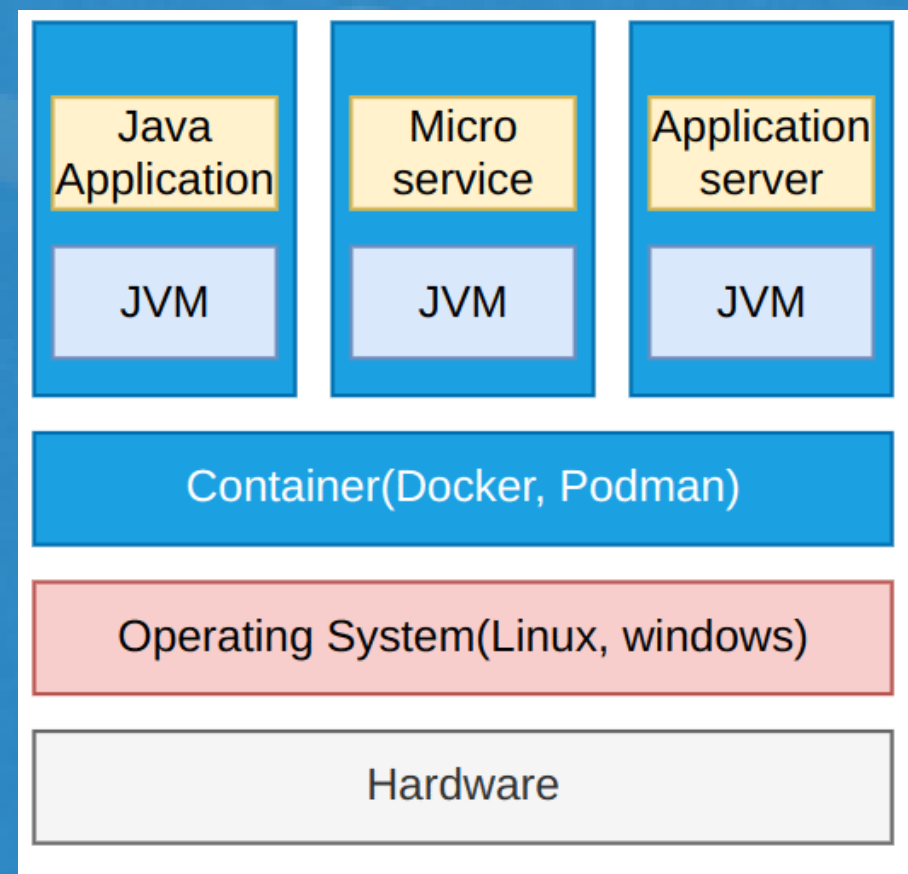 Java
Application
Micro
service
Application
server
JVM
JVM
JVM
Container(Docker, Podman)
Operating System(Linux, windows)
Hardware